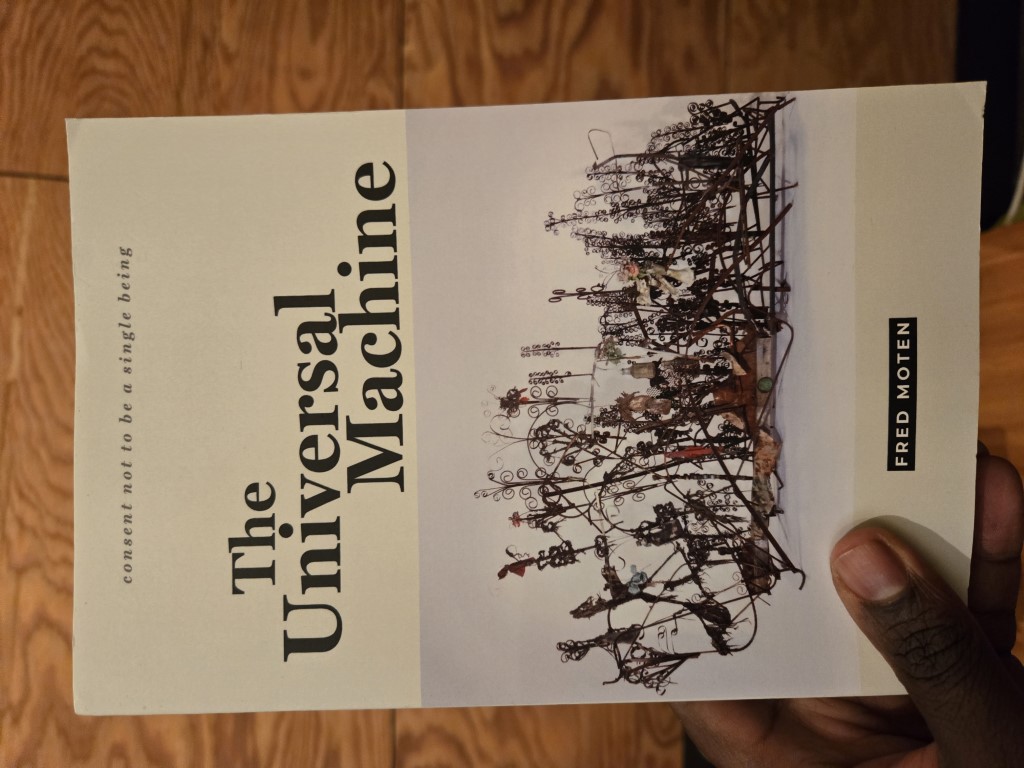 consent not to be a single being
The
Universal
Machine
FRED MOTEN